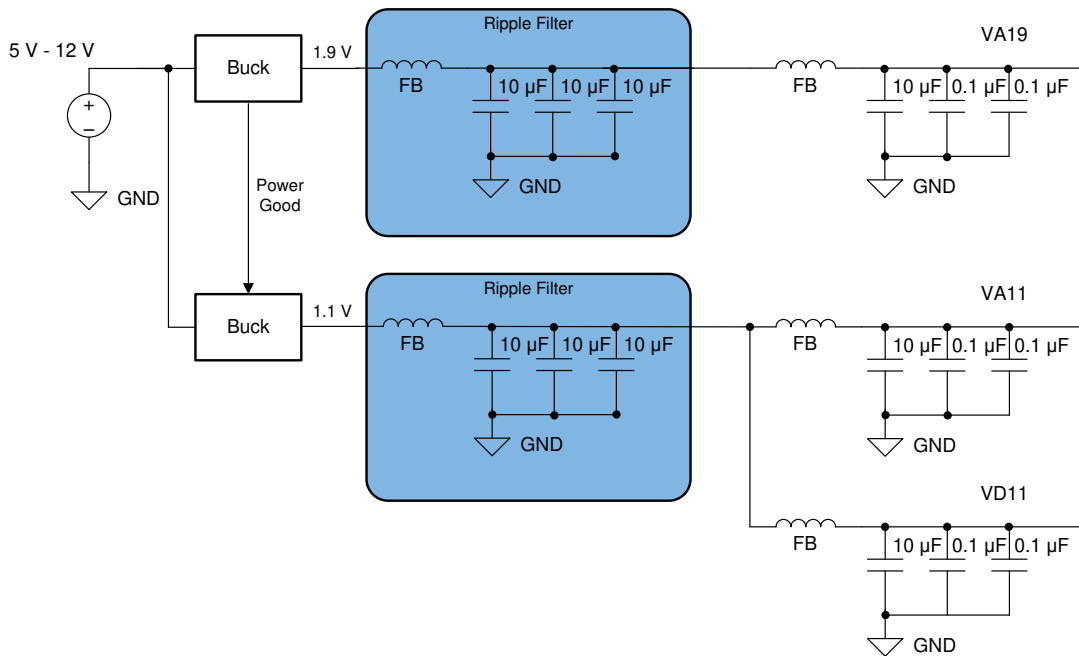 Ripple Filter
VA19
5 V - 12 V
Buck
1.9 V
FB
10 µF
10 µF
10 µF
FB
10 µF
0.1 µF
0.1 µF
+
−
GND
Power
Good
GND
GND
Ripple Filter
VA11
Buck
1.1 V
FB
10 µF
10 µF
10 µF
FB
10 µF
0.1 µF
0.1 µF
GND
GND
VD11
FB
10 µF
0.1 µF
0.1 µF
GND